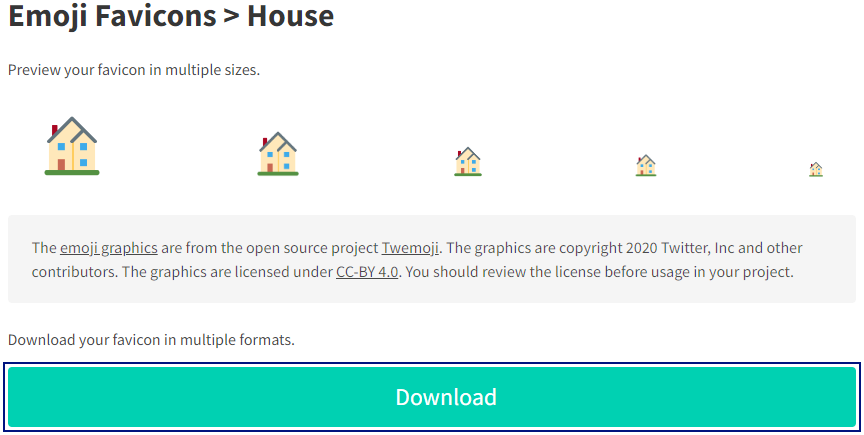 Emoji Favicons > House
Preview your favicon in multiple sizes.
The emoji graphics are from the open source project Twemoji. The graphics are copyright 2020 Twitter, Inc and other
contributors. The graphics are licensed under CC-BY 4.0. You should review the license before usage in your project.
Download your favicon in multiple formats.
Download